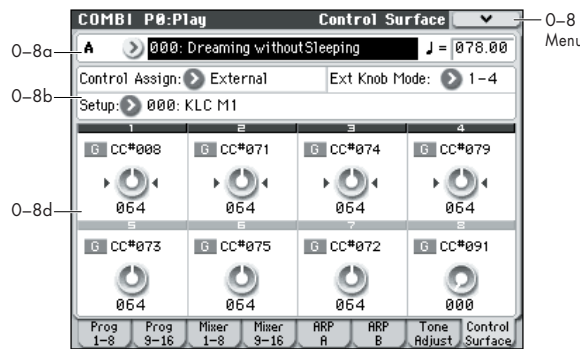 COMBI P0:Play Control Surface
0–8
Menu
0–8a
A 000: Dreaming withoutSleeping ♩= 078.00
0–8b
Control Assign: External Ext Knob Mode: 1-4
Setup: 000: KLC M1
1 2 3 4
G CC#008 G CC#071 G CC#074 G CC#079
064 064 064 064
0–8d
5 6 7 8
G CC#073 G CC#075 G CC#072 G CC#091
064 064 064 000
Prog 1-8 Prog 9-16 Mixer 1-8 Mixer 9-16 ARP A ARP B Tone Adjust Control Surface